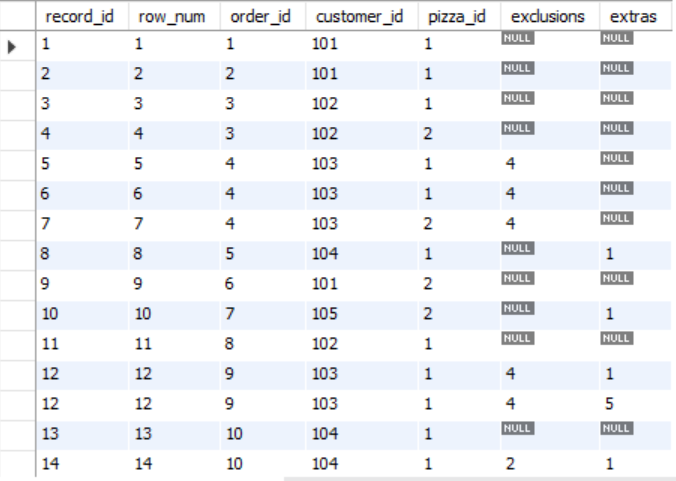 record_id row_num order_id customer_id pizza_id exclusions extras
1 1 1 101 1 NULL NULL
2 2 2 101 1 NULL NULL
3 3 3 102 1 NULL NULL
4 4 3 102 2 NULL NULL
5 5 4 103 1 4 NULL
6 6 4 103 1 4 NULL
7 7 4 103 2 4 NULL
8 8 5 104 1 NULL 1
9 9 6 101 2 NULL NULL
10 10 7 105 2 NULL 1
11 11 8 102 1 NULL NULL
12 12 9 103 1 4 1
12 12 9 103 1 4 5
13 13 10 104 1 NULL NULL
14 14 10 104 1 2 1